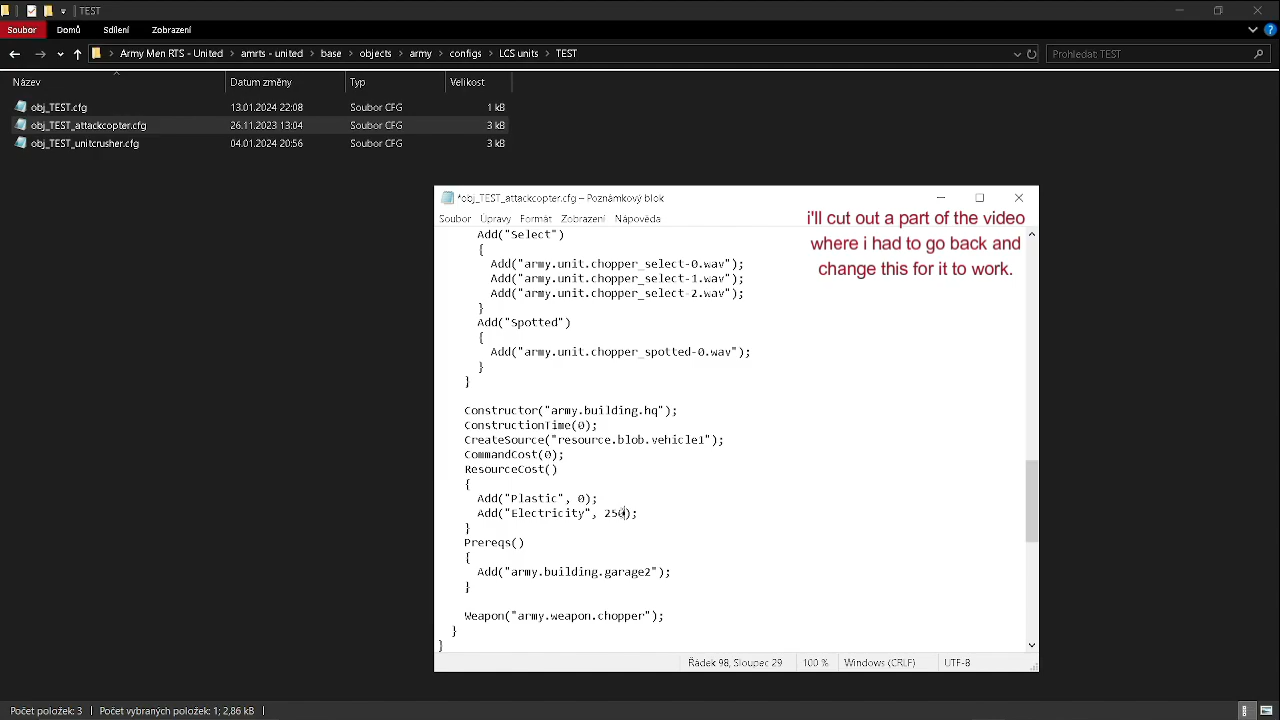 TEST
Soubor Domů Sdílení Zobrazení
Army Men RTS - United › amrts - united › base › objects › army › configs › LCS units › TEST
Prohledat: TEST
Název Datum změny Typ Velikost
obj_TEST.cfg 13.01.2024 22:08 Soubor CFG 1 kB
obj_TEST_attackcopter.cfg 26.11.2023 13:04 Soubor CFG 3 kB
obj_TEST_unitcrusher.cfg 04.01.2024 20:56 Soubor CFG 3 kB
*obj_TEST_attackcopter.cfg – Poznámkový blok
Soubor Úpravy Formát Zobrazení Nápověda
i'll cut out a part of the video
where i had to go back and
change this for it to work.
Add("Select")
{
Add("army.unit.chopper_select-0.wav");
Add("army.unit.chopper_select-1.wav");
Add("army.unit.chopper_select-2.wav");
}
Add("Spotted")
{
Add("army.unit.chopper_spotted-0.wav");
}
}
Constructor("army.building.hq");
ConstructionTime(0);
CreateSource("resource.blob.vehicle1");
CommandCost(0);
ResourceCost()
{
Add("Plastic", 0);
Add("Electricity", 250);
}
Prereqs()
{
Add("army.building.garage2");
}
Weapon("army.weapon.chopper");
}
}
Řádek 98, Sloupec 29 100 % Windows (CRLF) UTF-8
Počet položek: 3 Počet vybraných položek: 1; 2,86 kB